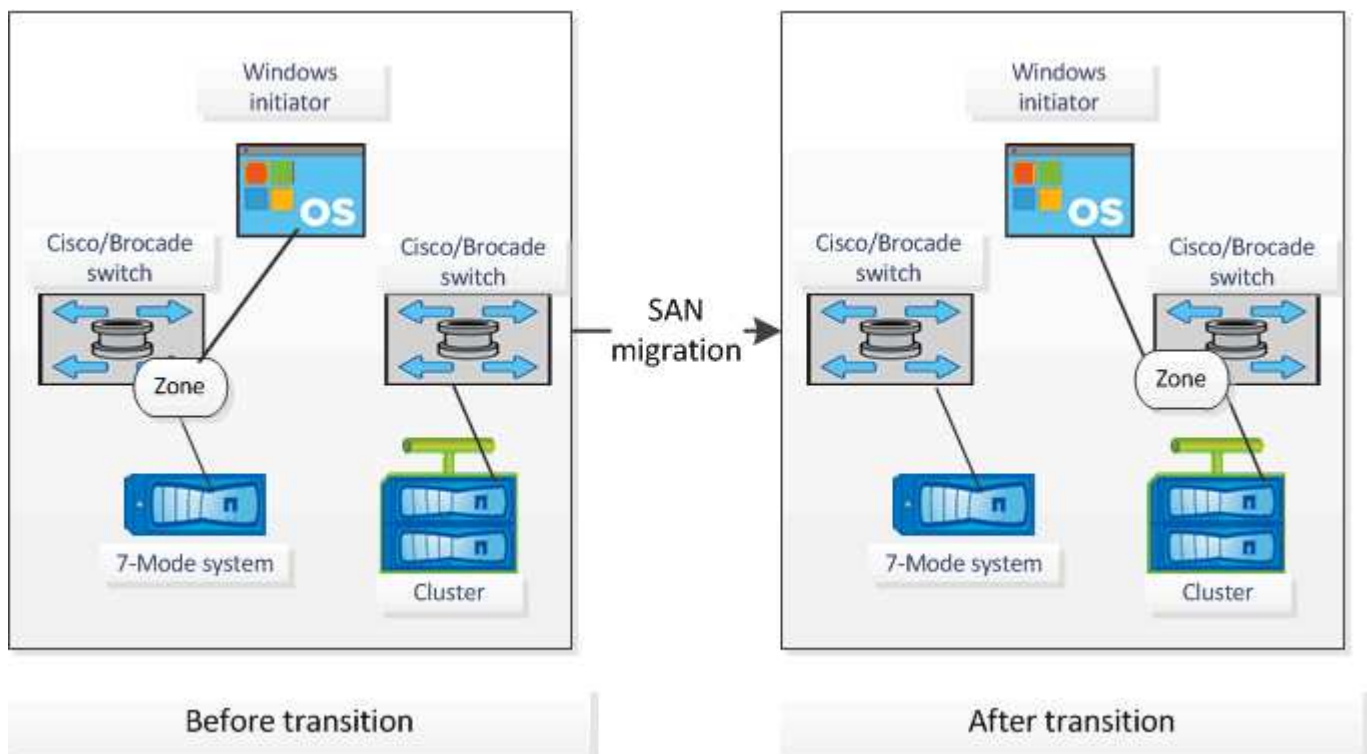 Windows
initiator
OS
Cisco/Brocade
switch
Cisco/Brocade
switch
Zone
n
7-Mode system
n
n
Cluster
SAN
migration
Windows
initiator
OS
Cisco/Brocade
switch
Cisco/Brocade
switch
Zone
n
7-Mode system
n
n
Cluster
Before transition
After transition